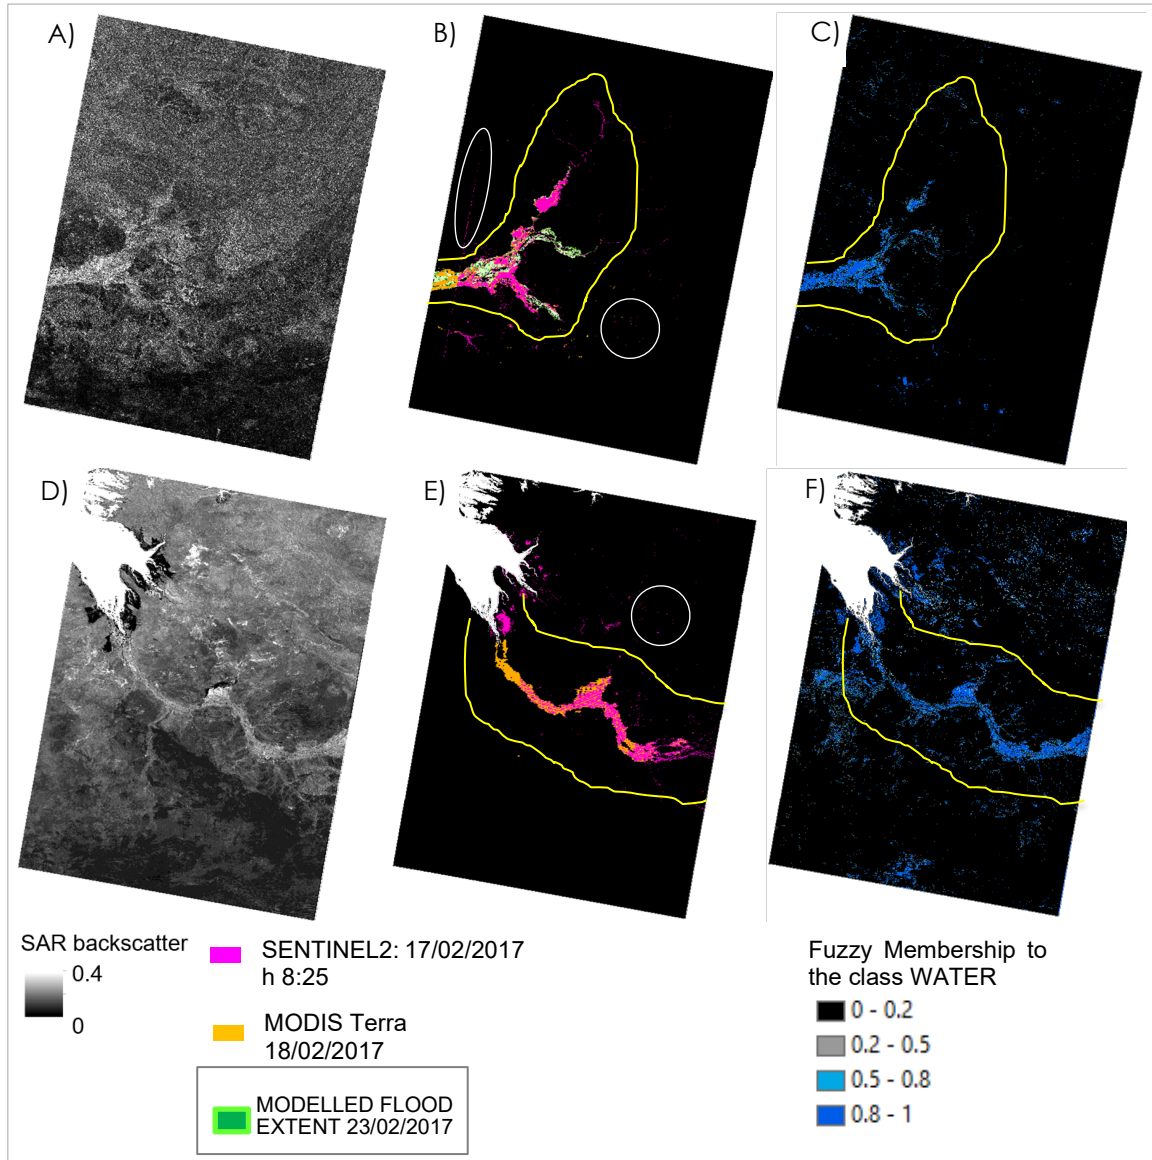 A)
B)
C)
D)
E)
F)
SAR backscatter
0.4
0
SENTINEL2: 17/02/2017
h 8:25
MODIS Terra
18/02/2017
MODELLED FLOOD
EXTENT 23/02/2017
Fuzzy Membership to
the class WATER
0 - 0.2
0.2 - 0.5
0.5 - 0.8
0.8 - 1